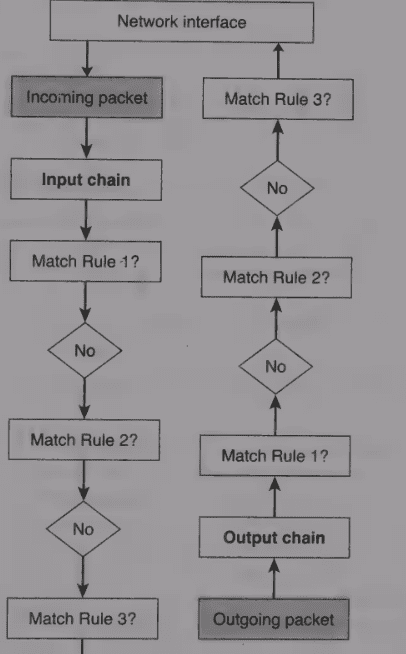 Network interface
Incoming packet
Input chain
Match Rule 1?
No
Match Rule 2?
No
Match Rule 3?
Match Rule 3?
No
Match Rule 2?
No
Match Rule 1?
Output chain
Outgoing packet